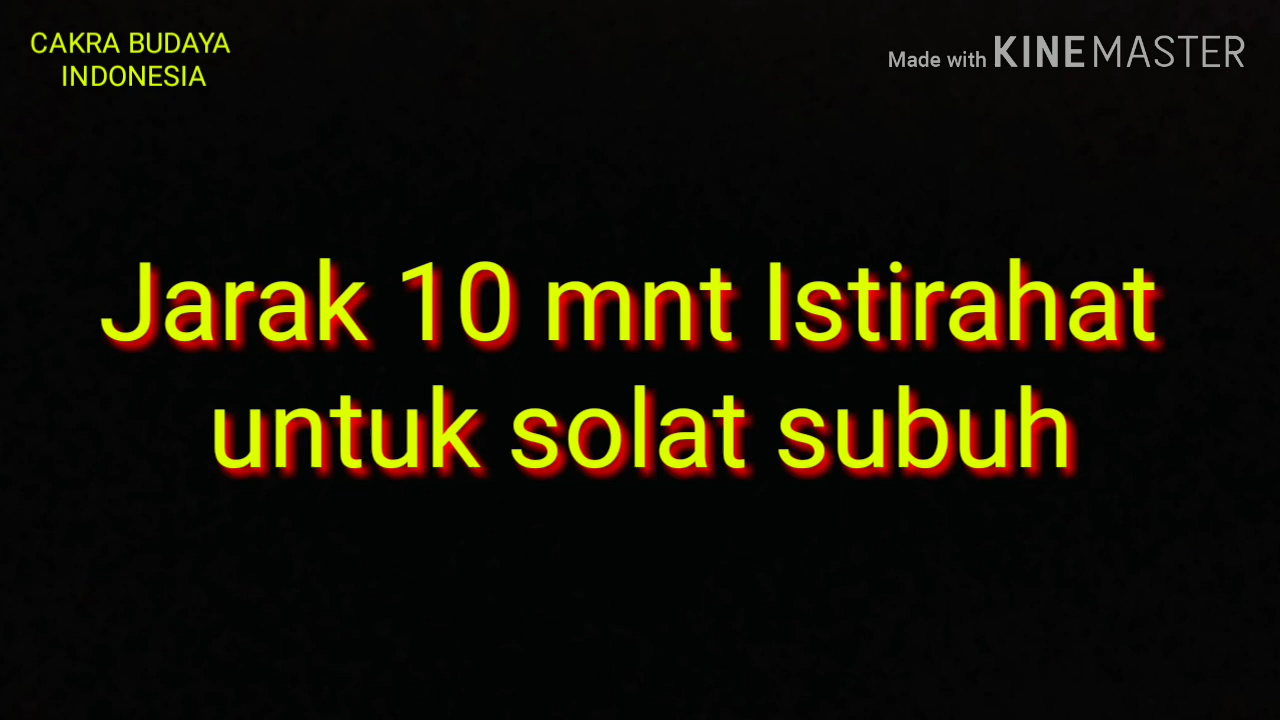 CAKRA BUDAYA
INDONESIA
Made with KINEMASTER
Jarak 10 mnt Istirahat
untuk solat subuh